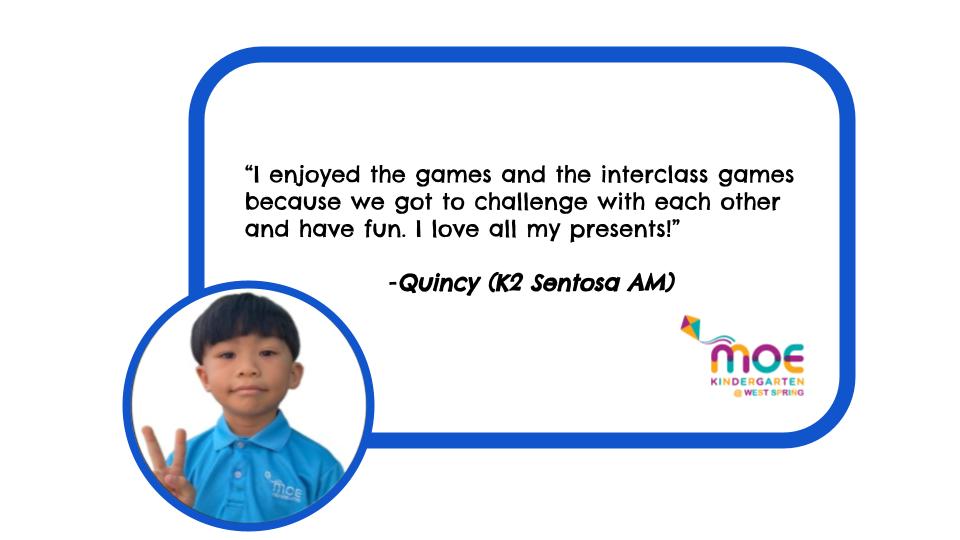 “I enjoyed the games and the interclass games
because we got to challenge with each other
and have fun. I love all my presents!”
-Quincy (K2 Sentosa AM)
moe
KINDERGARTEN
@ WEST SPRING
moe